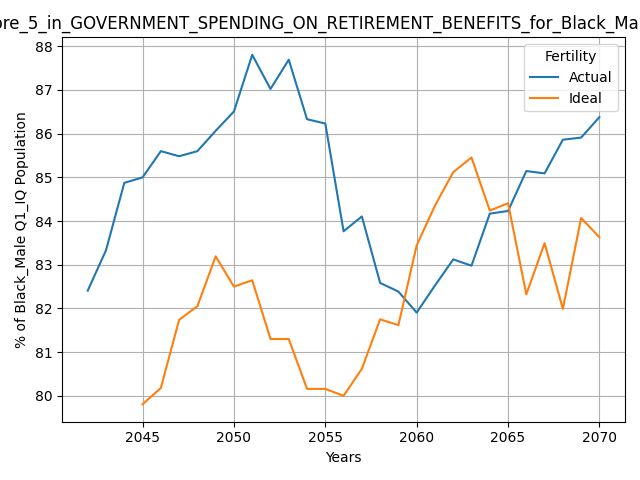 ore_5_in_GOVERNMENT_SPENDING_ON_RETIREMENT_BENEFITS_for_Black_Ma
88
87
86
85
84
83
82
81
80
% of Black_Male Q1_IQ Population
Fertility
Actual
Ideal
2045 2050 2055 2060 2065 2070
Years